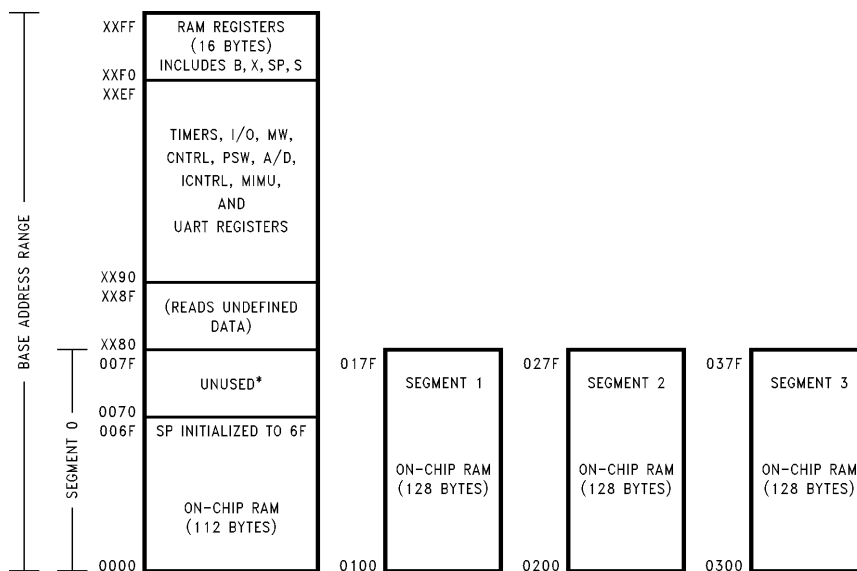 XXFF
RAM REGISTERS
(16 BYTES)
INCLUDES B, X, SP, S
XXF0
XXEF
TIMERS, I/O, MW,
CNTRL, PSW, A/D,
ICNTRL, MIMU,
AND
UART REGISTERS
BASE ADDRESS RANGE
XX90
XX8F
(READS UNDEFINED
DATA)
XX80
007F
UNUSED*
0070
006F
SP INITIALIZED TO 6F
SEGMENT 0
ON-CHIP RAM
(112 BYTES)
0000
017F
SEGMENT 1
ON-CHIP RAM
(128 BYTES)
0100
027F
SEGMENT 2
ON-CHIP RAM
(128 BYTES)
0200
037F
SEGMENT 3
ON-CHIP RAM
(128 BYTES)
0300